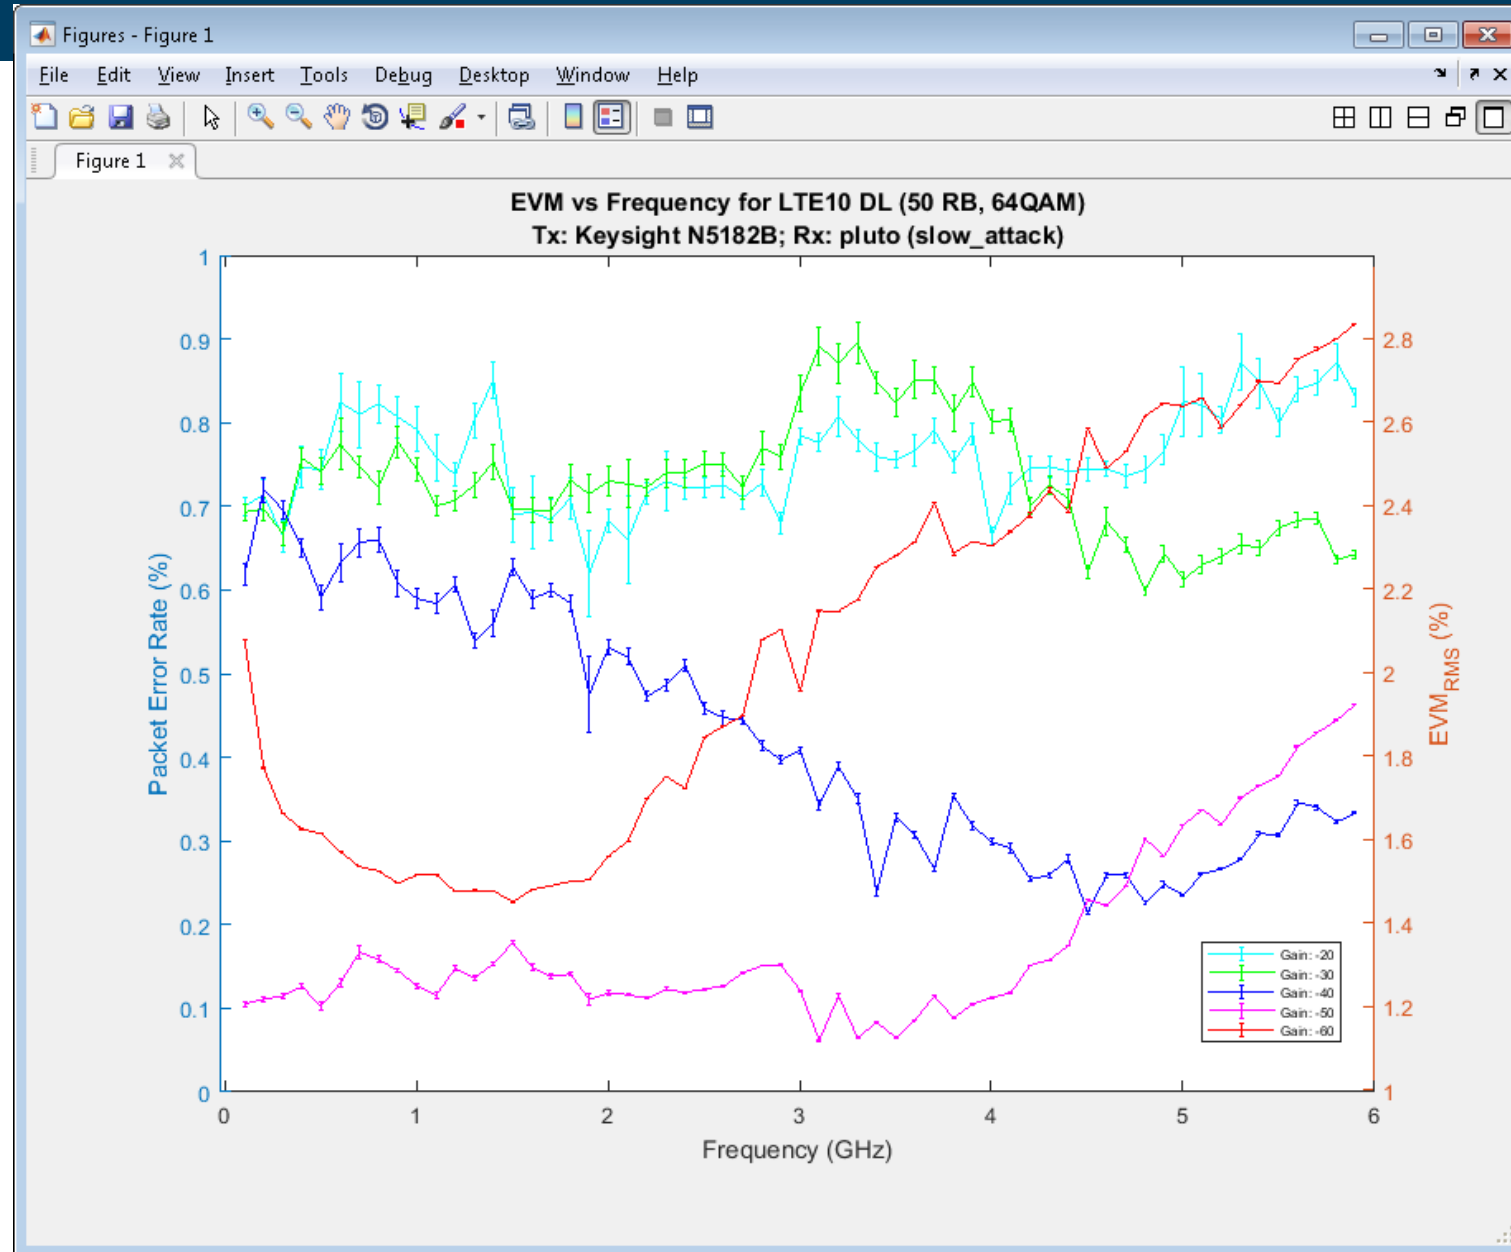 Figures - Figure 1
File Edit View Insert Tools Debug Desktop Window Help
Figure 1
EVM vs Frequency for LTE10 DL (50 RB, 64QAM)
Tx: Keysight N5182B; Rx: pluto (slow_attack)
1
0.9
0.8
0.7
0.6
0.5
0.4
0.3
0.2
0.1
0
Packet Error Rate (%)
2.8
2.6
2.4
2.2
2
1.8
1.6
1.4
1.2
1
EVM_RMS (%)
Gain: -20
Gain: -30
Gain: -40
Gain: -50
Gain: -60
0 1 2 3 4 5 6
Frequency (GHz)